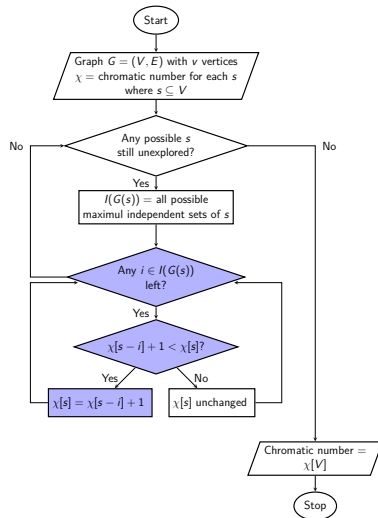 Start
Graph G = (V, E) with v vertices
χ = chromatic number for each s
where s ⊆ V
Any possible s
still unexplored?
No
No
Yes
I(G(s)) = all possible
maximul independent sets of s
Any i ∈ I(G(s))
left?
Yes
χ[s − i] + 1 < χ[s]?
Yes
No
χ[s] = χ[s − i] + 1
χ[s] unchanged
Chromatic number =
χ[V]
Stop